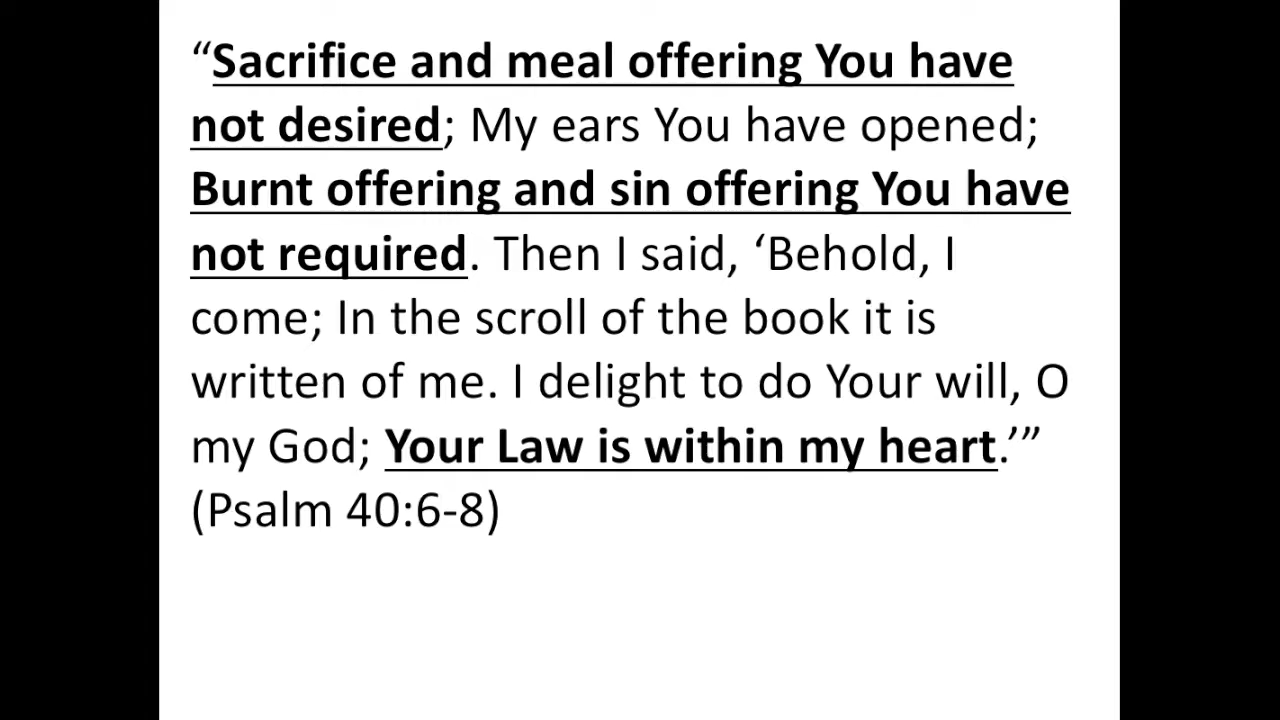 “Sacrifice and meal offering You have
not desired; My ears You have opened;
Burnt offering and sin offering You have
not required. Then I said, ‘Behold, I
come; In the scroll of the book it is
written of me. I delight to do Your will, O
my God; Your Law is within my heart.’”
(Psalm 40:6-8)